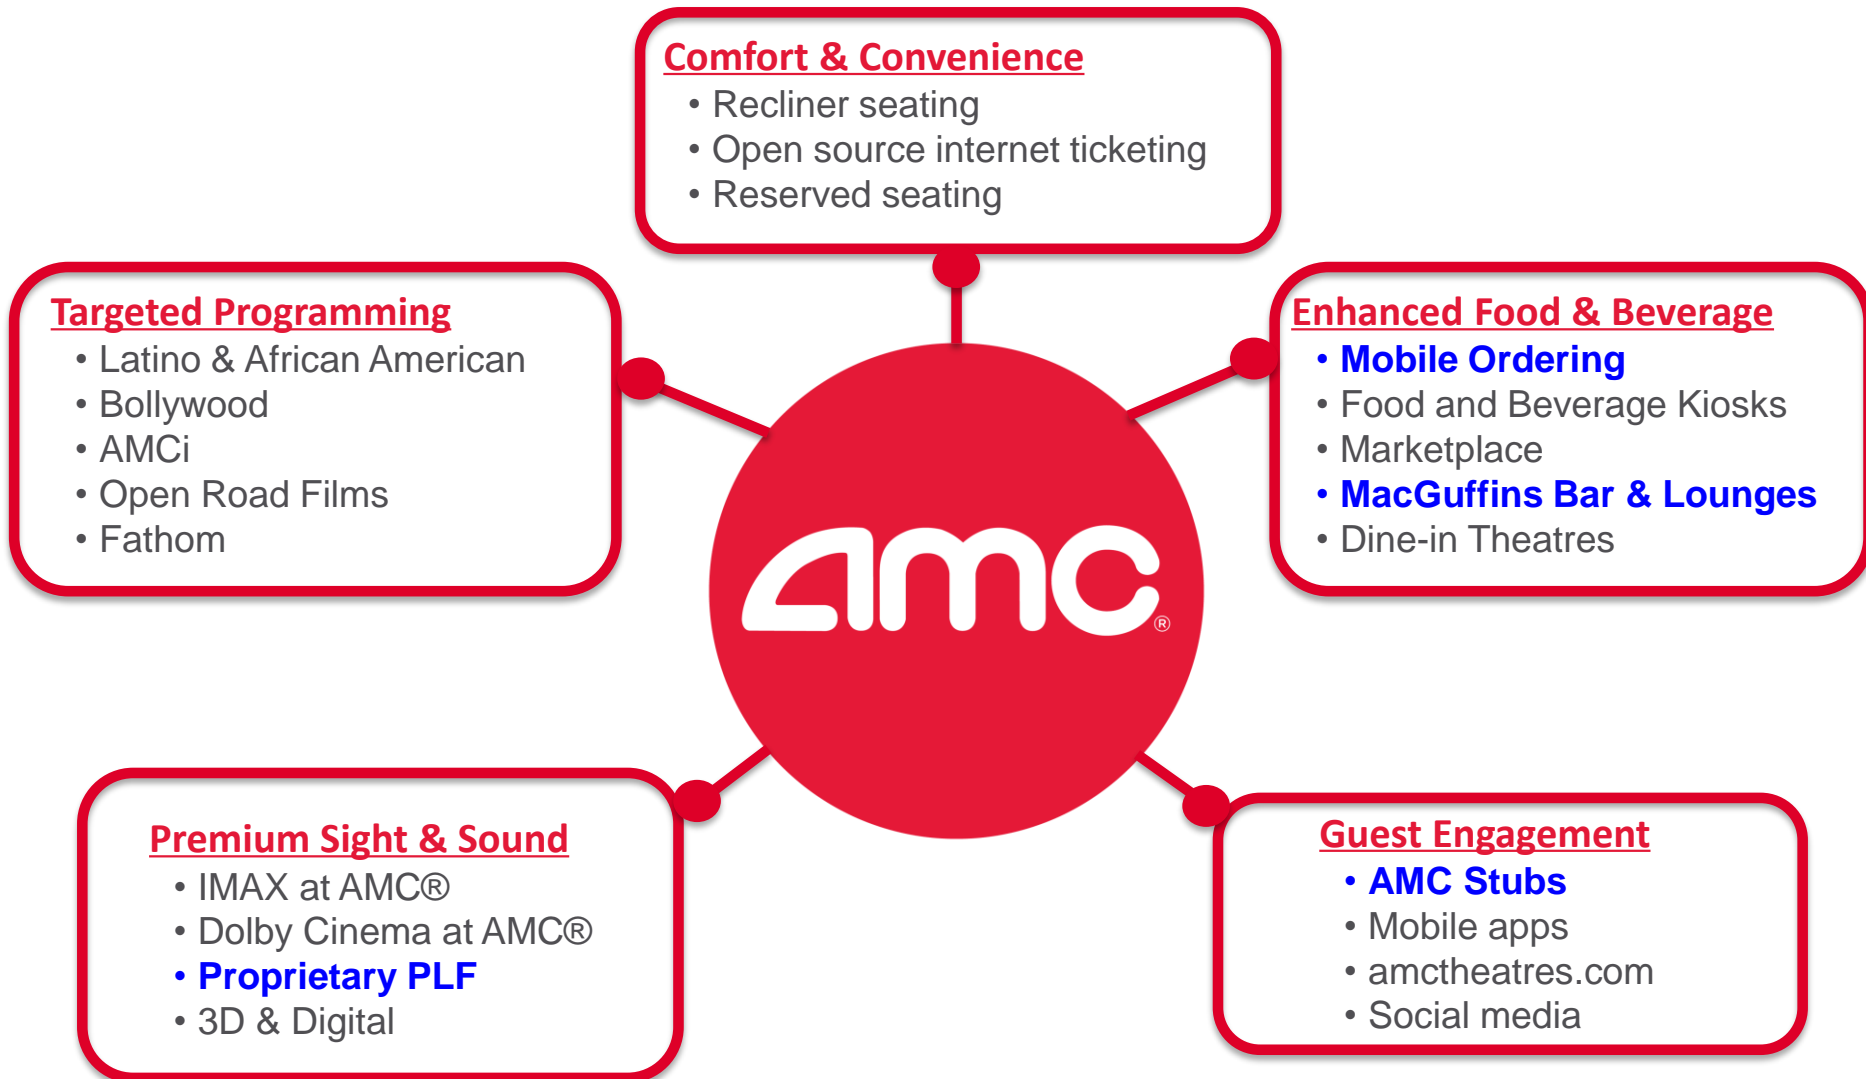 Comfort & Convenience
• Recliner seating
• Open source internet ticketing
• Reserved seating
Targeted Programming
• Latino & African American
• Bollywood
• AMCi
• Open Road Films
• Fathom
Enhanced Food & Beverage
• Mobile Ordering
• Food and Beverage Kiosks
• Marketplace
• MacGuffins Bar & Lounges
• Dine-in Theatres
amc®
Premium Sight & Sound
• IMAX at AMC®
• Dolby Cinema at AMC®
• Proprietary PLF
• 3D & Digital
Guest Engagement
• AMC Stubs
• Mobile apps
• amctheatres.com
• Social media